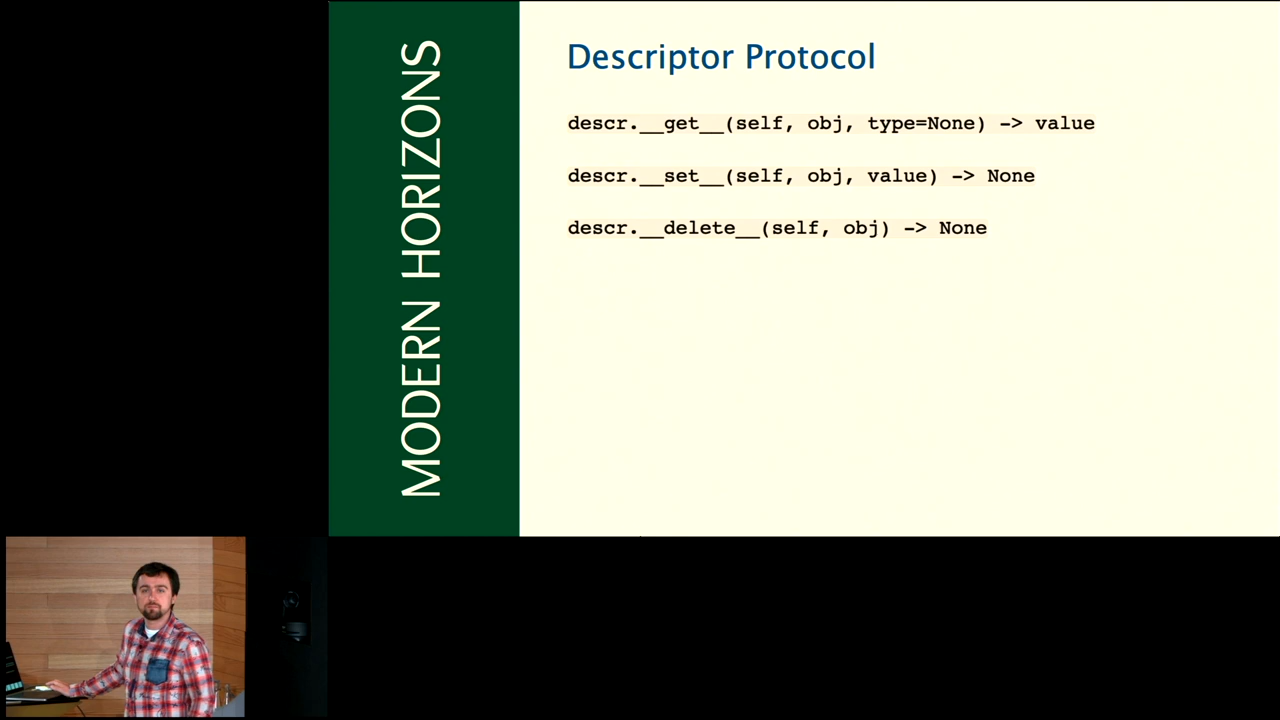 MODERN HORIZONS
Descriptor Protocol
descr.__get__(self, obj, type=None) -> value
descr.__set__(self, obj, value) -> None
descr.__delete__(self, obj) -> None